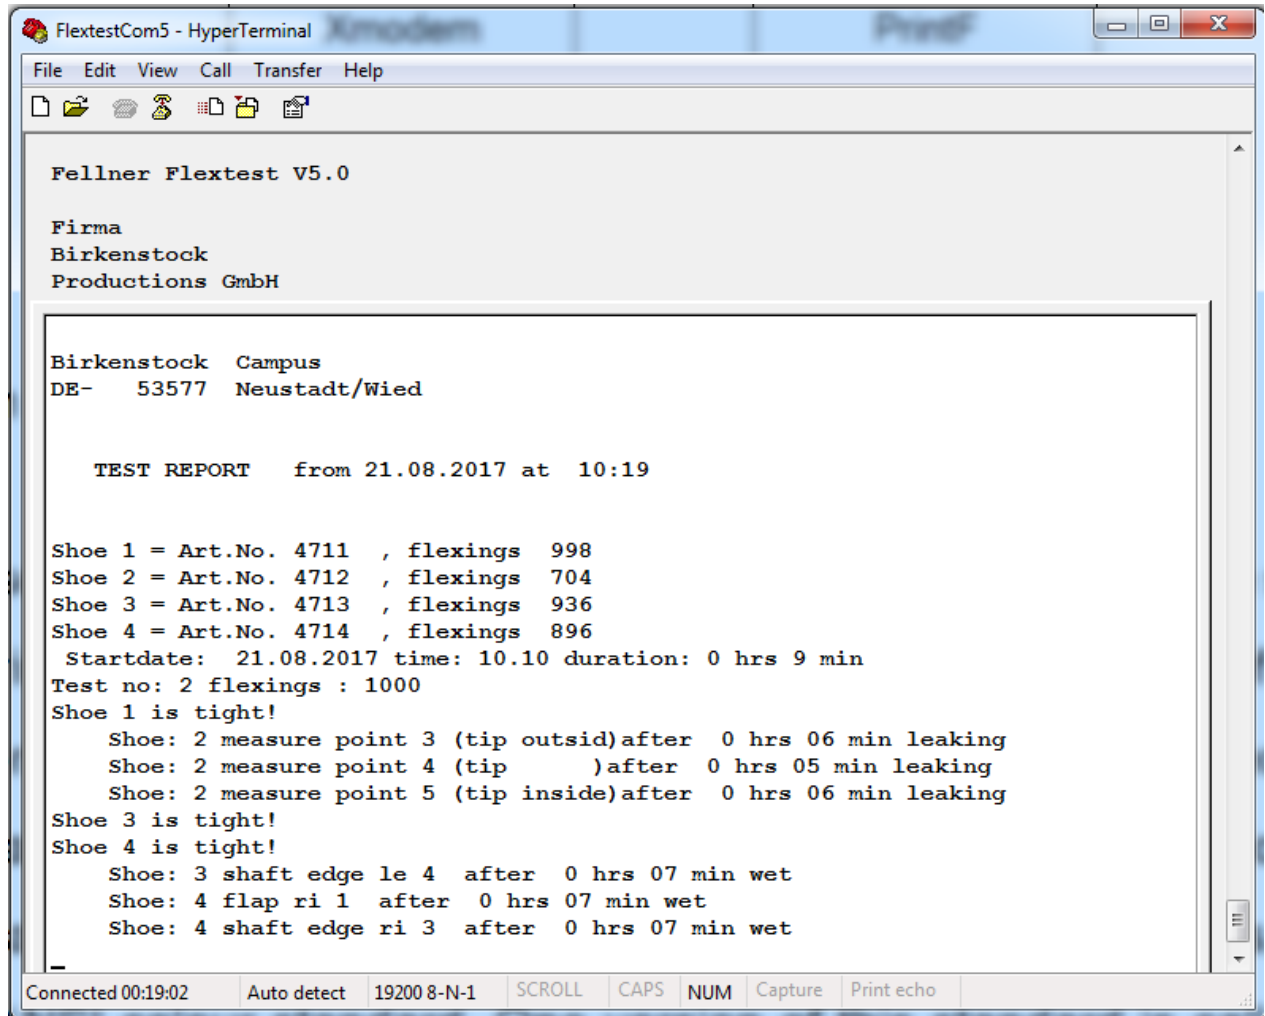 Xmodem PrintF
FlextestCom5 - HyperTerminal
File Edit View Call Transfer Help
Fellner Flextest V5.0
Firma
Birkenstock
Productions GmbH
Birkenstock Campus
DE- 53577 Neustadt/Wied
TEST REPORT from 21.08.2017 at 10:19
Shoe 1 = Art.No. 4711 , flexings 998
Shoe 2 = Art.No. 4712 , flexings 704
Shoe 3 = Art.No. 4713 , flexings 936
Shoe 4 = Art.No. 4714 , flexings 896
Startdate: 21.08.2017 time: 10.10 duration: 0 hrs 9 min
Test no: 2 flexings : 1000
Shoe 1 is tight!
Shoe: 2 measure point 3 (tip outsid)after 0 hrs 06 min leaking
Shoe: 2 measure point 4 (tip )after 0 hrs 05 min leaking
Shoe: 2 measure point 5 (tip inside)after 0 hrs 06 min leaking
Shoe 3 is tight!
Shoe 4 is tight!
Shoe: 3 shaft edge le 4 after 0 hrs 07 min wet
Shoe: 4 flap ri 1 after 0 hrs 07 min wet
Shoe: 4 shaft edge ri 3 after 0 hrs 07 min wet
Connected 00:19:02 Auto detect 19200 8-N-1 SCROLL CAPS NUM Capture Print echo